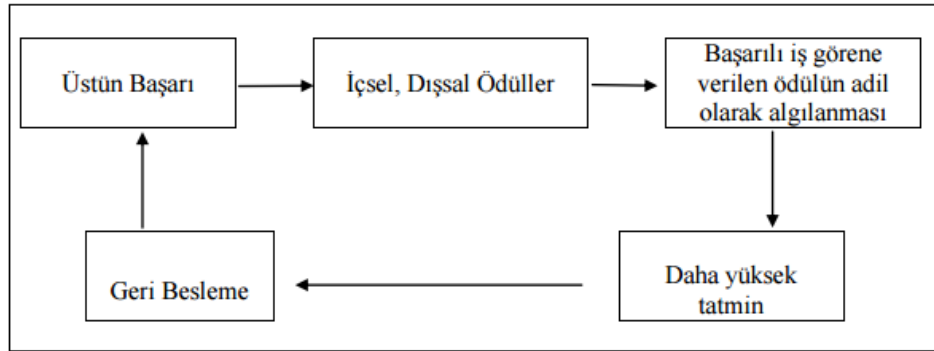 Üstün Başarı
İçsel, Dışsal Ödüller
Başarılı iş görene
verilen ödülün adil
olarak algılanması
Daha yüksek
tatmin
Geri Besleme